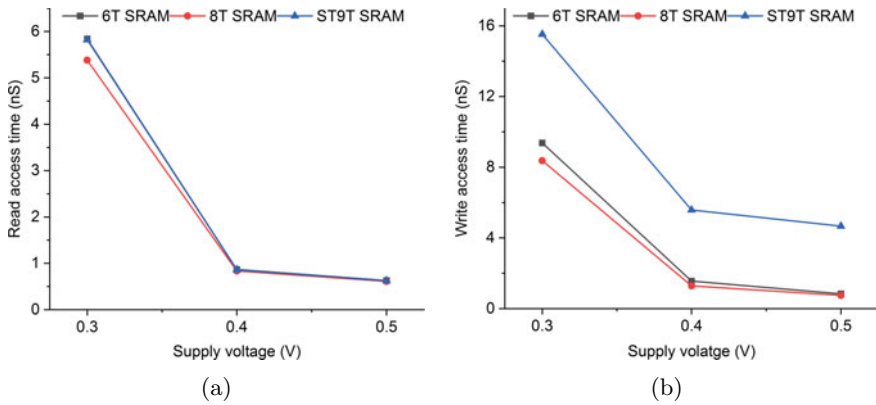 6T SRAM 8T SRAM ST9T SRAM
6
5
4
3
2
1
0
Read access time (nS)
0.3 0.4 0.5
Supply voltage (V)
(a)
6T SRAM 8T SRAM ST9T SRAM
16
12
8
4
0
Write access time (nS)
0.3 0.4 0.5
Supply volatge (V)
(b)